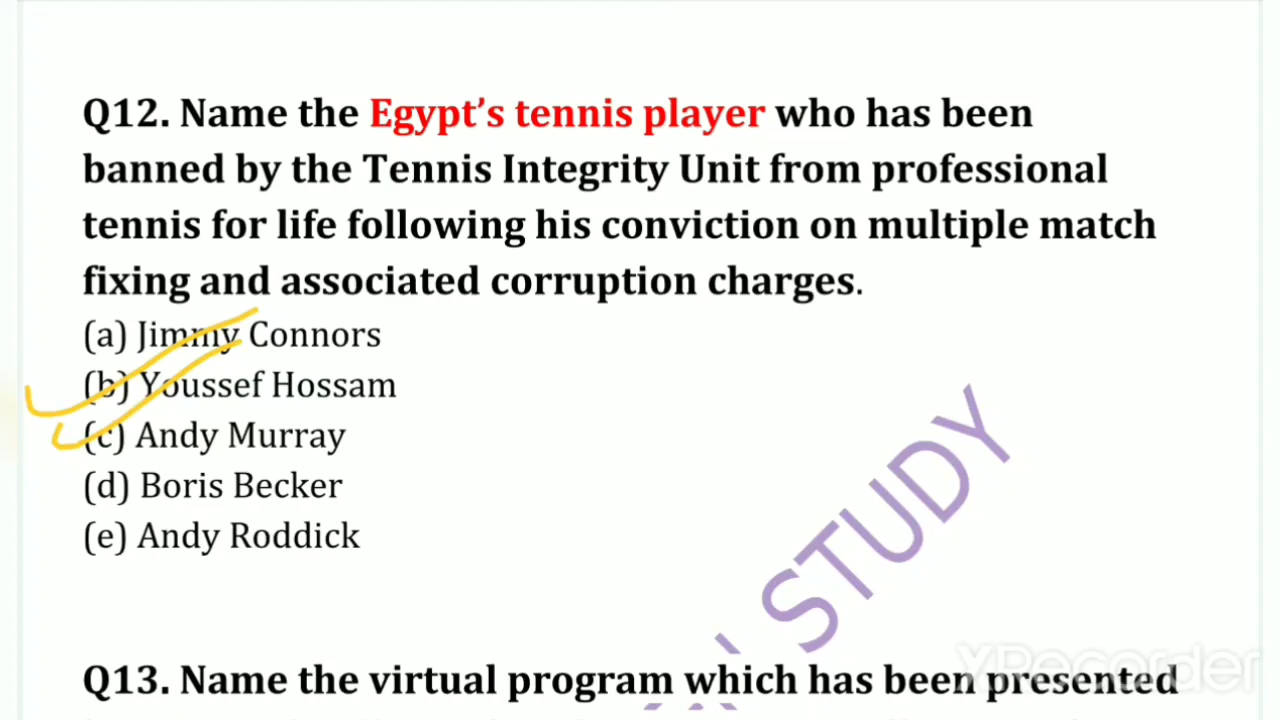 Q12. Name the Egypt’s tennis player who has been
banned by the Tennis Integrity Unit from professional
tennis for life following his conviction on multiple match
fixing and associated corruption charges.
(a) Jimmy Connors
(b) Youssef Hossam
(c) Andy Murray
(d) Boris Becker
(e) Andy Roddick
STUDY
Q13. Name the virtual program which has been presented
XRecorder